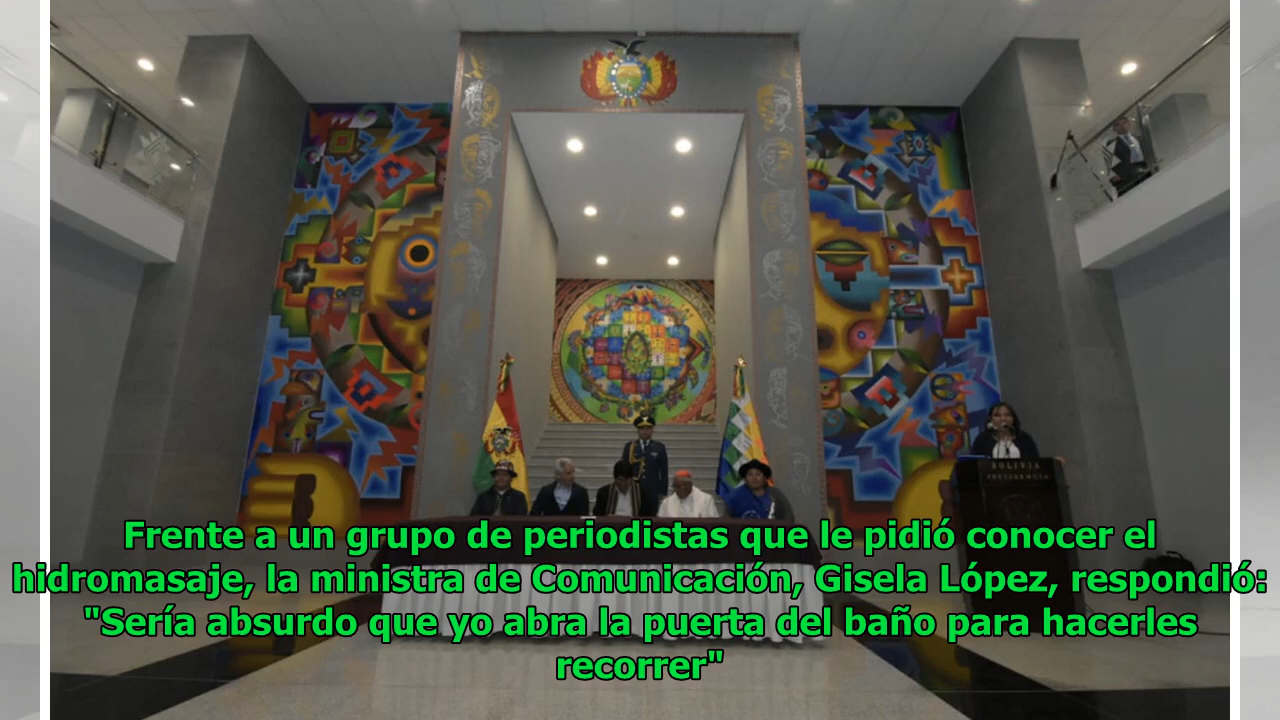 BOLIVIA
Frente a un grupo de periodistas que le pidió conocer el
hidromasaje, la ministra de Comunicación, Gisela López, respondió:
"Sería absurdo que yo abra la puerta del baño para hacerles
recorrer"